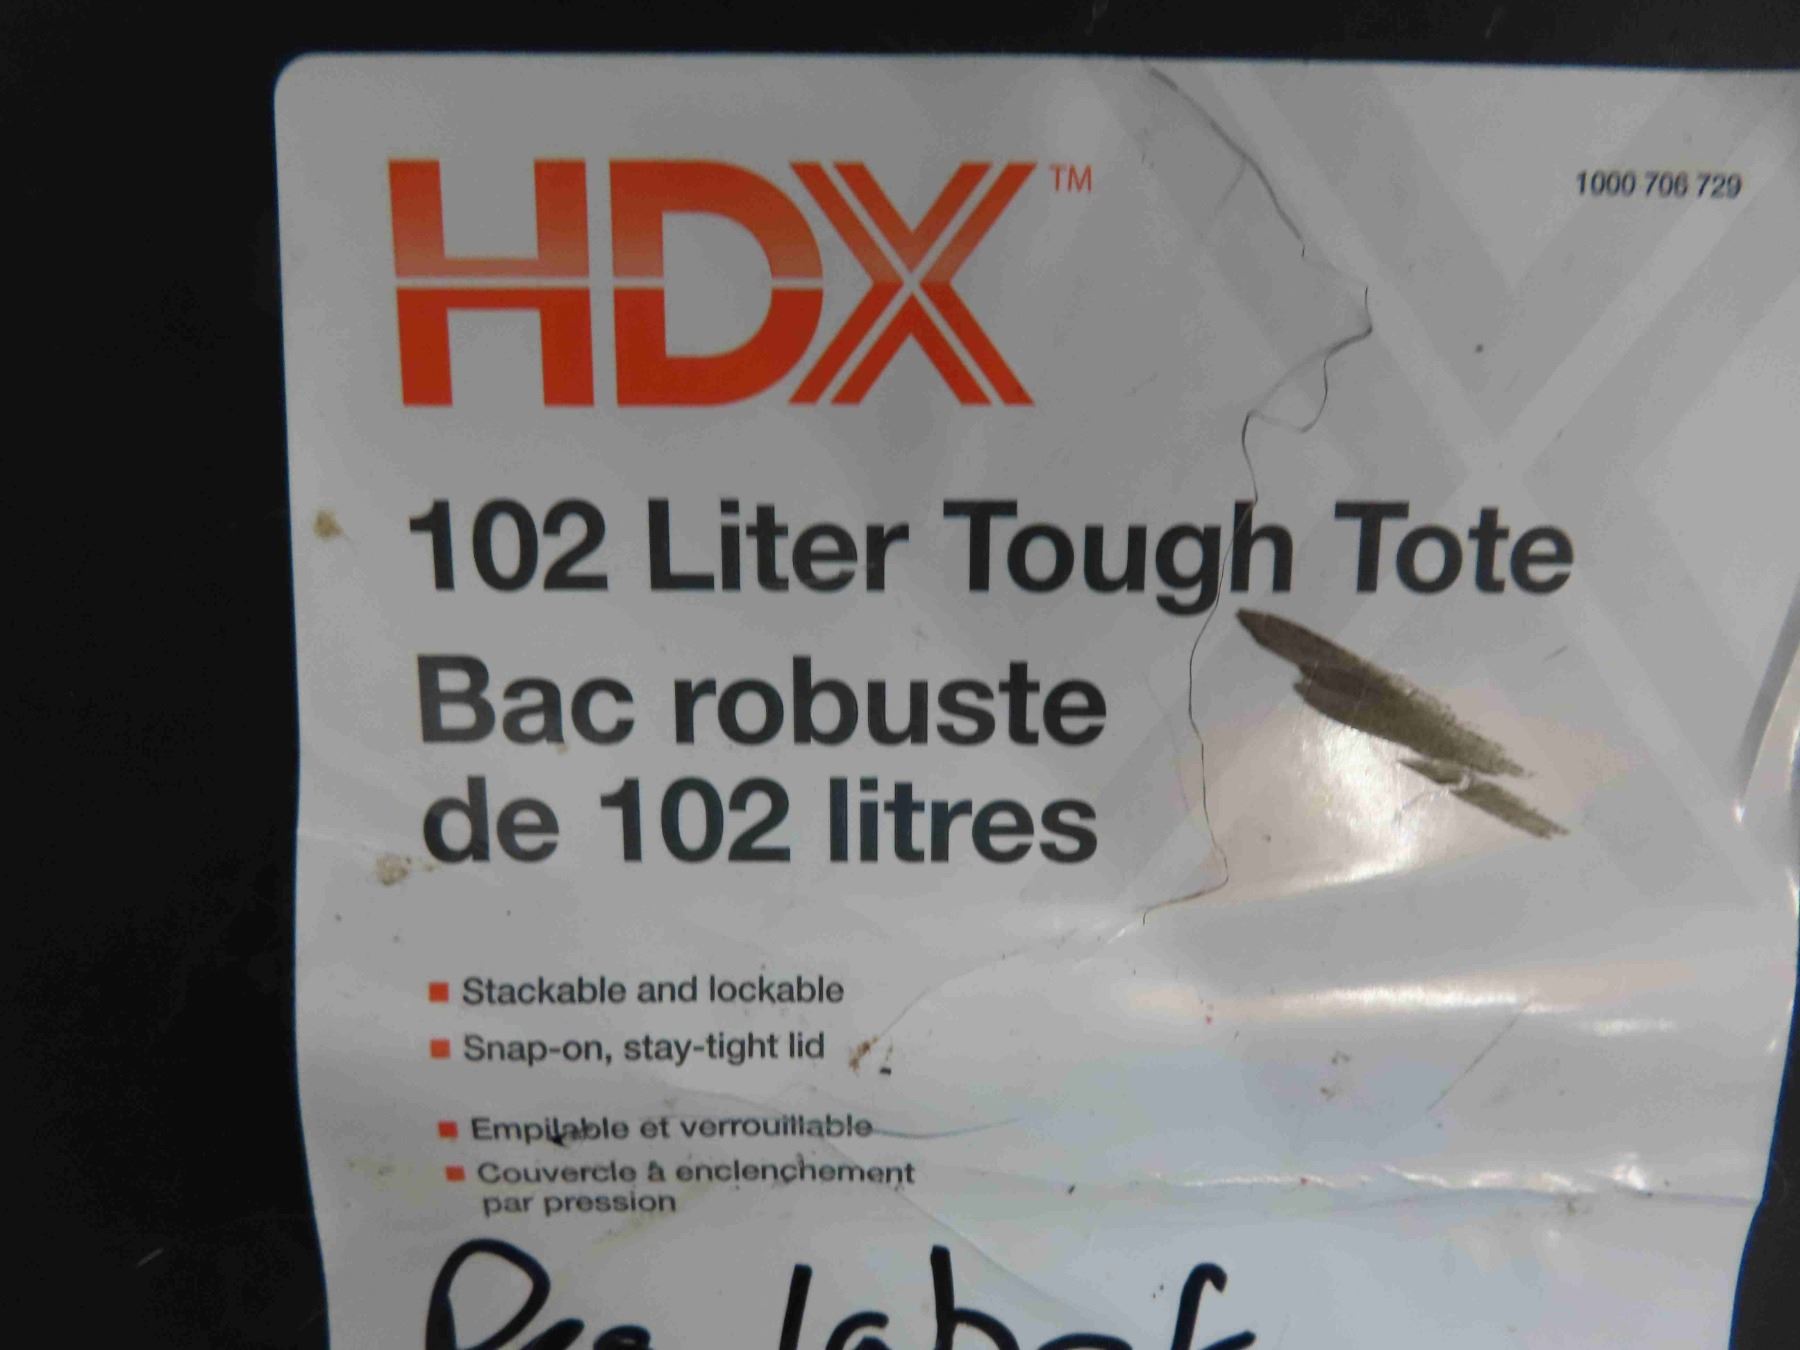 HDX™
1000 706 729
102 Liter Tough Tote
Bac robuste
de 102 litres
Stackable and lockable
Snap-on, stay-tight lid
Empilable et verrouillable
Couvercle à enclenchement
par pression